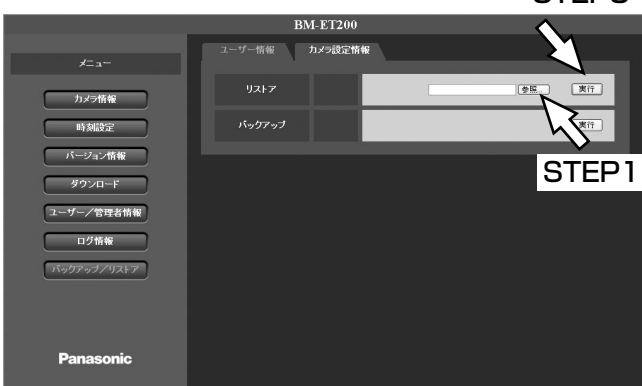 BM-ET200
メニュー
カメラ情報
時刻設定
バージョン情報
ダウンロード
ユーザー／管理者情報
ログ情報
バックアップ／リストア
Panasonic
ユーザー情報
カメラ設定情報
リストア
参照...
実行
バックアップ
実行
STEP1